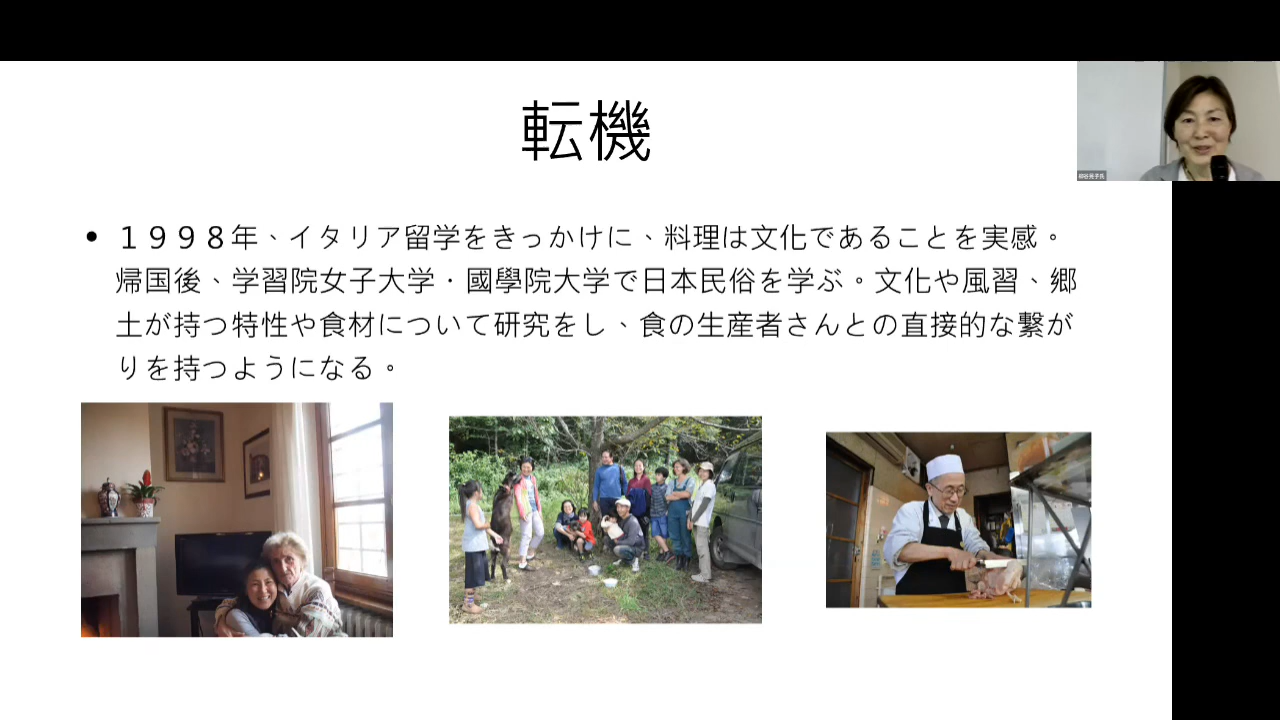 転機
• １９９８年、イタリア留学をきっかけに、料理は文化であることを実感。
帰国後、学習院女子大学・國學院大学で日本民俗を学ぶ。文化や風習、郷
土が持つ特性や食材について研究をし、食の生産者さんとの直接的な繋が
りを持つようになる。